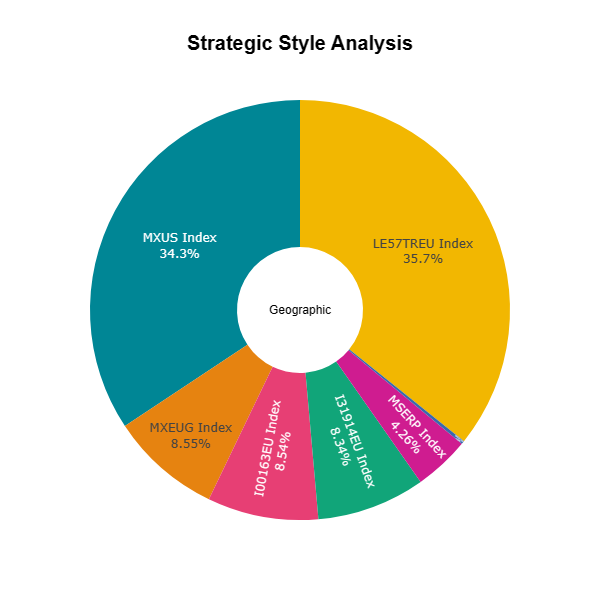 Strategic Style Analysis
MXUS Index
34.3%
LE57TREU Index
35.7%
Geographic
MXEUG Index
8.55%
I00163EU Index
8.54%
I31914EU Index
8.34%
MSERP Index
4.26%